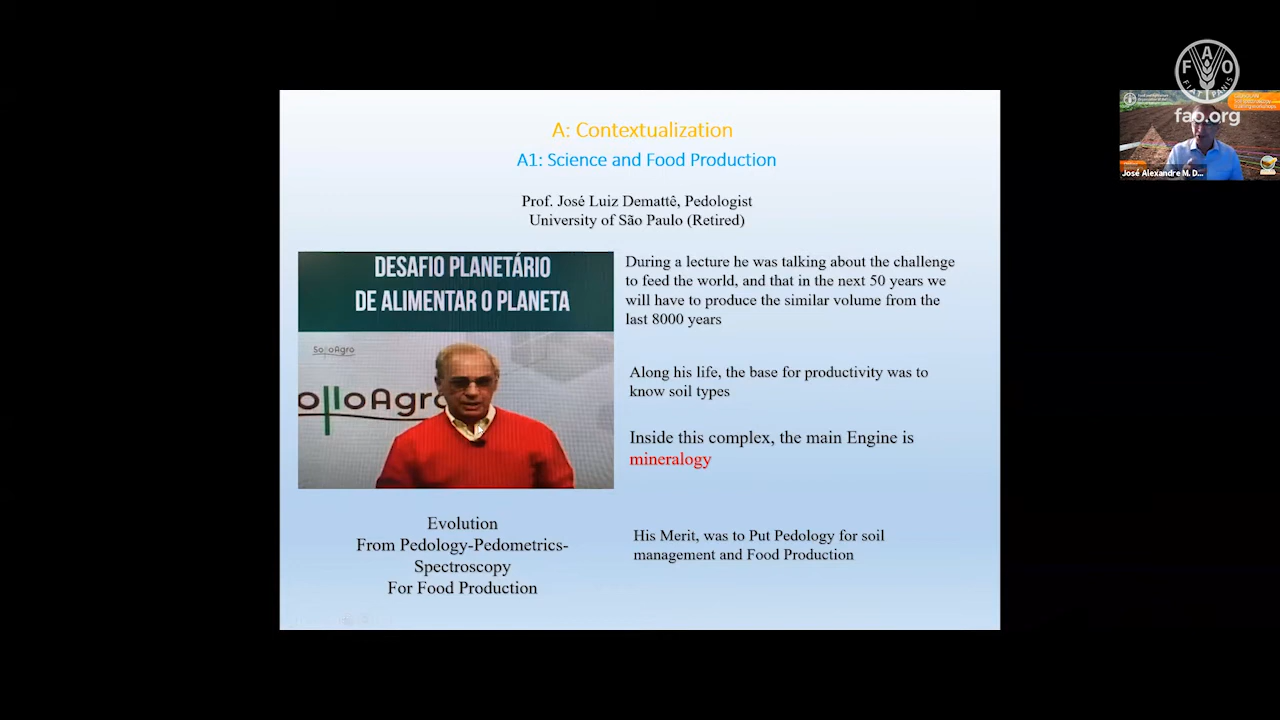 A: Contextualization
A1: Science and Food Production
Prof. José Luiz Demattê, Pedologist
University of São Paulo (Retired)
DESAFIO PLANETÁRIO
DE ALIMENTAR O PLANETA
SolloAgro
olloAgro
During a lecture he was talking about the challenge
to feed the world, and that in the next 50 years we
will have to produce the similar volume from the
last 8000 years
Along his life, the base for productivity was to
know soil types
Inside this complex, the main Engine is
mineralogy
Evolution
From Pedology-Pedometrics-
Spectroscopy
For Food Production
His Merit, was to Put Pedology for soil
management and Food Production
FAO
FIAT PANIS
fao.org
José Alexandre M. D...